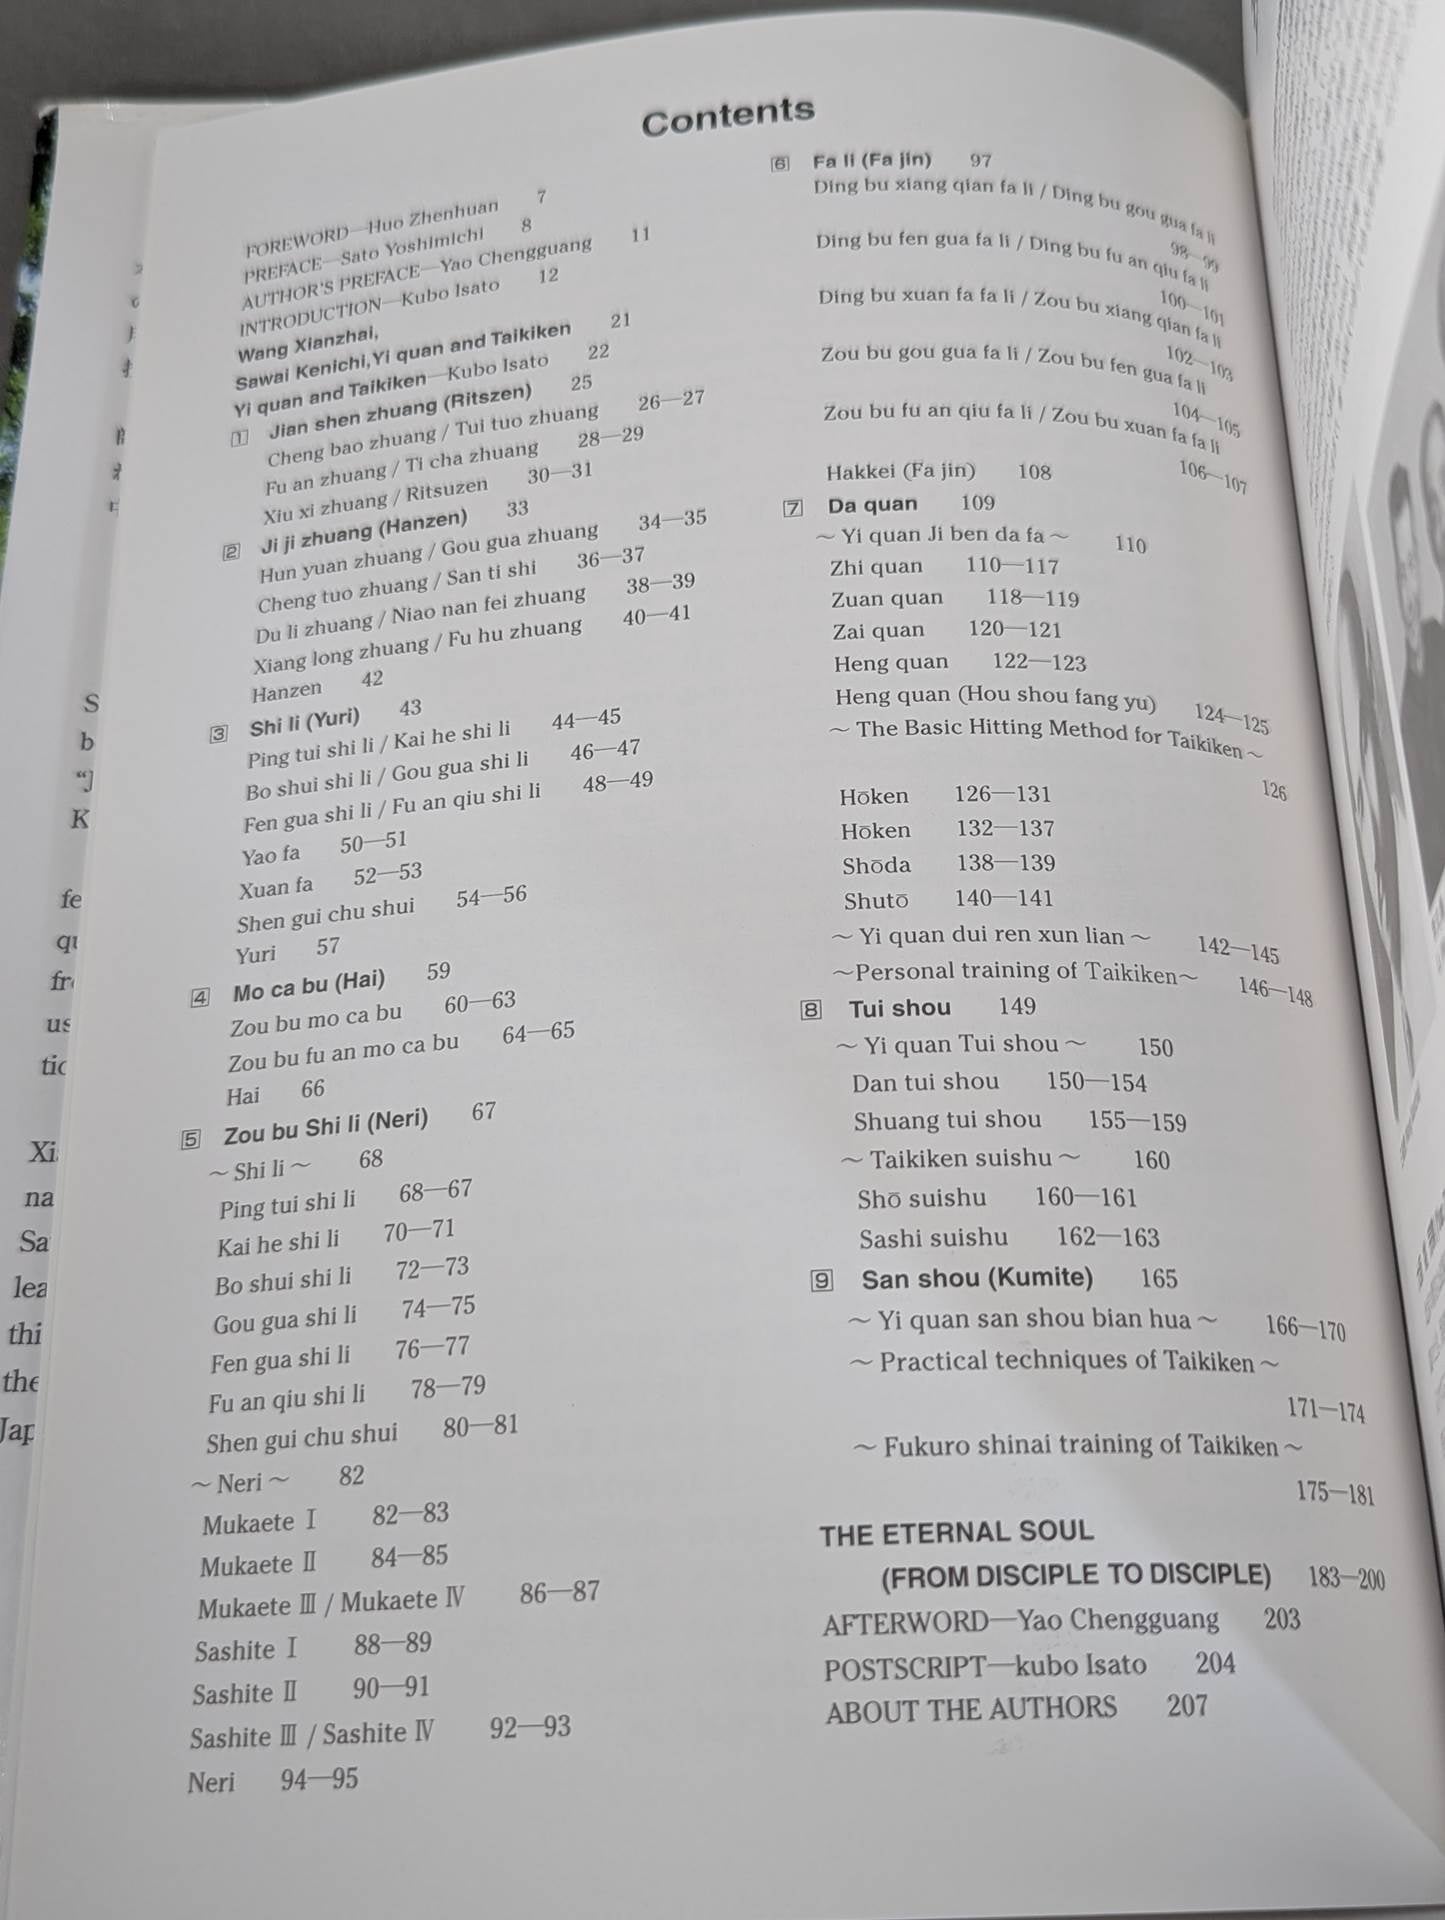 Contents
FOREWORD—Huo Zhenhuan 7
PREFACE—Sato Yoshimichi 8
AUTHOR'S PREFACE—Yao Chengguang 11
INTRODUCTION—Kubo Isato 12
Wang Xianzhai,
Sawai Kenichi,Yi quan and Taikiken 21
Yi quan and Taikiken—Kubo Isato 22
1 Jian shen zhuang (Ritszen) 25
Cheng bao zhuang / Tui tuo zhuang 26—27
Fu an zhuang / Ti cha zhuang 28—29
Xiu xi zhuang / Ritsuzen 30—31
2 Ji ji zhuang (Hanzen) 33
Hun yuan zhuang / Gou gua zhuang 34—35
Cheng tuo zhuang / San ti shi 36—37
Du li zhuang / Niao nan fei zhuang 38—39
Xiang long zhuang / Fu hu zhuang 40—41
Hanzen 42
3 Shi li (Yuri) 43
Ping tui shi li / Kai he shi li 44—45
Bo shui shi li / Gou gua shi li 46—47
Fen gua shi li / Fu an qiu shi li 48—49
Yao fa 50—51
Xuan fa 52—53
Shen gui chu shui 54—56
Yuri 57
4 Mo ca bu (Hai) 59
Zou bu mo ca bu 60—63
Zou bu fu an mo ca bu 64—65
Hai 66
5 Zou bu Shi li (Neri) 67
～Shi li～ 68
Ping tui shi li 68—67
Kai he shi li 70—71
Bo shui shi li 72—73
Gou gua shi li 74—75
Fen gua shi li 76—77
Fu an qiu shi li 78—79
Shen gui chu shui 80—81
～Neri～ 82
Mukaete Ⅰ 82—83
Mukaete Ⅱ 84—85
Mukaete Ⅲ / Mukaete Ⅳ 86—87
Sashite Ⅰ 88—89
Sashite Ⅱ 90—91
Sashite Ⅲ / Sashite Ⅳ 92—93
Neri 94—95
6 Fa li (Fa jin) 97
Ding bu xiang qian fa li / Ding bu gou gua fa li
98—99
Ding bu fen gua fa li / Ding bu fu an qiu fa li
100—101
Ding bu xuan fa fa li / Zou bu xiang qian fa li
102—103
Zou bu gou gua fa li / Zou bu fen gua fa li
104—105
Zou bu fu an qiu fa li / Zou bu xuan fa fa li
106—107
Hakkei (Fa jin) 108
7 Da quan 109
～Yi quan Ji ben da fa～ 110
Zhi quan 110—117
Zuan quan 118—119
Zai quan 120—121
Heng quan 122—123
Heng quan (Hou shou fang yu) 124—125
～The Basic Hitting Method for Taikiken～
126
Hōken 126—131
Hōken 132—137
Shōda 138—139
Shutō 140—141
～Yi quan dui ren xun lian～ 142—145
～Personal training of Taikiken～ 146—148
8 Tui shou 149
～Yi quan Tui shou～ 150
Dan tui shou 150—154
Shuang tui shou 155—159
～Taikiken suishu～ 160
Shō suishu 160—161
Sashi suishu 162—163
9 San shou (Kumite) 165
～Yi quan san shou bian hua～ 166—170
～Practical techniques of Taikiken～
171—174
～Fukuro shinai training of Taikiken～
175—181
THE ETERNAL SOUL
(FROM DISCIPLE TO DISCIPLE) 183—200
AFTERWORD—Yao Chengguang 203
POSTSCRIPT—kubo Isato 204
ABOUT THE AUTHORS 207